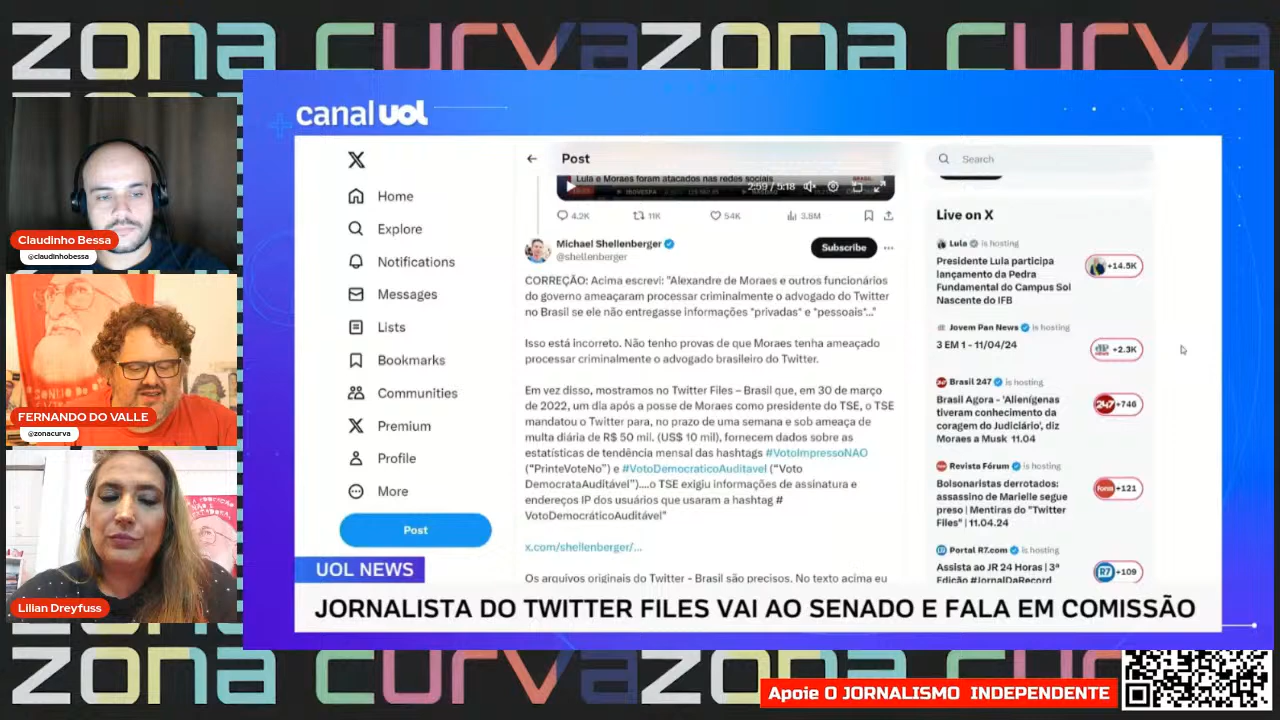 zona curva zona curva
canal uol
Claudinho Bessa
@claudinhobessa
FERNANDO DO VALLE
@zonacurva
Lilian Dreyfuss
Home
Explore
Notifications
Messages
Lists
Bookmarks
Communities
Premium
Profile
More
Post
Post
Lula e Moraes foram atacados nas redes sociais
2:59 / 5:18
4.2K 11K 54K 3.8M
Michael Shellenberger
@shellenberger
Subscribe
CORREÇÃO: Acima escrevi: "Alexandre de Moraes e outros funcionários
do governo ameaçaram processar criminalmente o advogado do Twitter
no Brasil se ele não entregasse informações "privadas" e "pessoais"..."
Isso está incorreto. Não tenho provas de que Moraes tenha ameaçado
processar criminalmente o advogado brasileiro do Twitter.
Em vez disso, mostramos no Twitter Files – Brasil que, em 30 de março
de 2022, um dia após a posse de Moraes como presidente do TSE, o TSE
mandatou o Twitter para, no prazo de uma semana e sob ameaça de
multa diária de R$ 50 mil. (US$ 10 mil), fornecem dados sobre as
estatísticas de tendência mensal das hashtags #VotoImpressoNAO
("PrinteVoteNo") e #VotoDemocraticoAuditavel ("Voto
DemocrataAuditável")....o TSE exigiu informações de assinatura e
endereços IP dos usuários que usaram a hashtag #
VotoDemocráticoAuditável"
x.com/shellenberger/...
Os arquivos originais do Twitter - Brasil são precisos. No texto acima eu
Search
Live on X
Lula is hosting
Presidente Lula participa
lançamento da Pedra
Fundamental do Campus Sol
Nascente do IFB
+14.5K
Jovem Pan News is hosting
3 EM 1 - 11/04/24
+2.3K
Brasil 247 is hosting
Brasil Agora - 'Alienígenas
tiveram conhecimento da
coragem do Judiciário', diz
Moraes a Musk 11.04
247 +746
Revista Fórum is hosting
Bolsonaristas derrotados:
assassino de Marielle segue
preso | Mentiras do "Twitter
Files" | 11.04.24
+121
Portal R7.com is hosting
Assista ao JR 24 Horas | 3ª
Edição #JornalDaRecord
R7 +109
UOL NEWS
JORNALISTA DO TWITTER FILES VAI AO SENADO E FALA EM COMISSÃO
zona curva zona curva
Apoie O JORNALISMO INDEPENDENTE